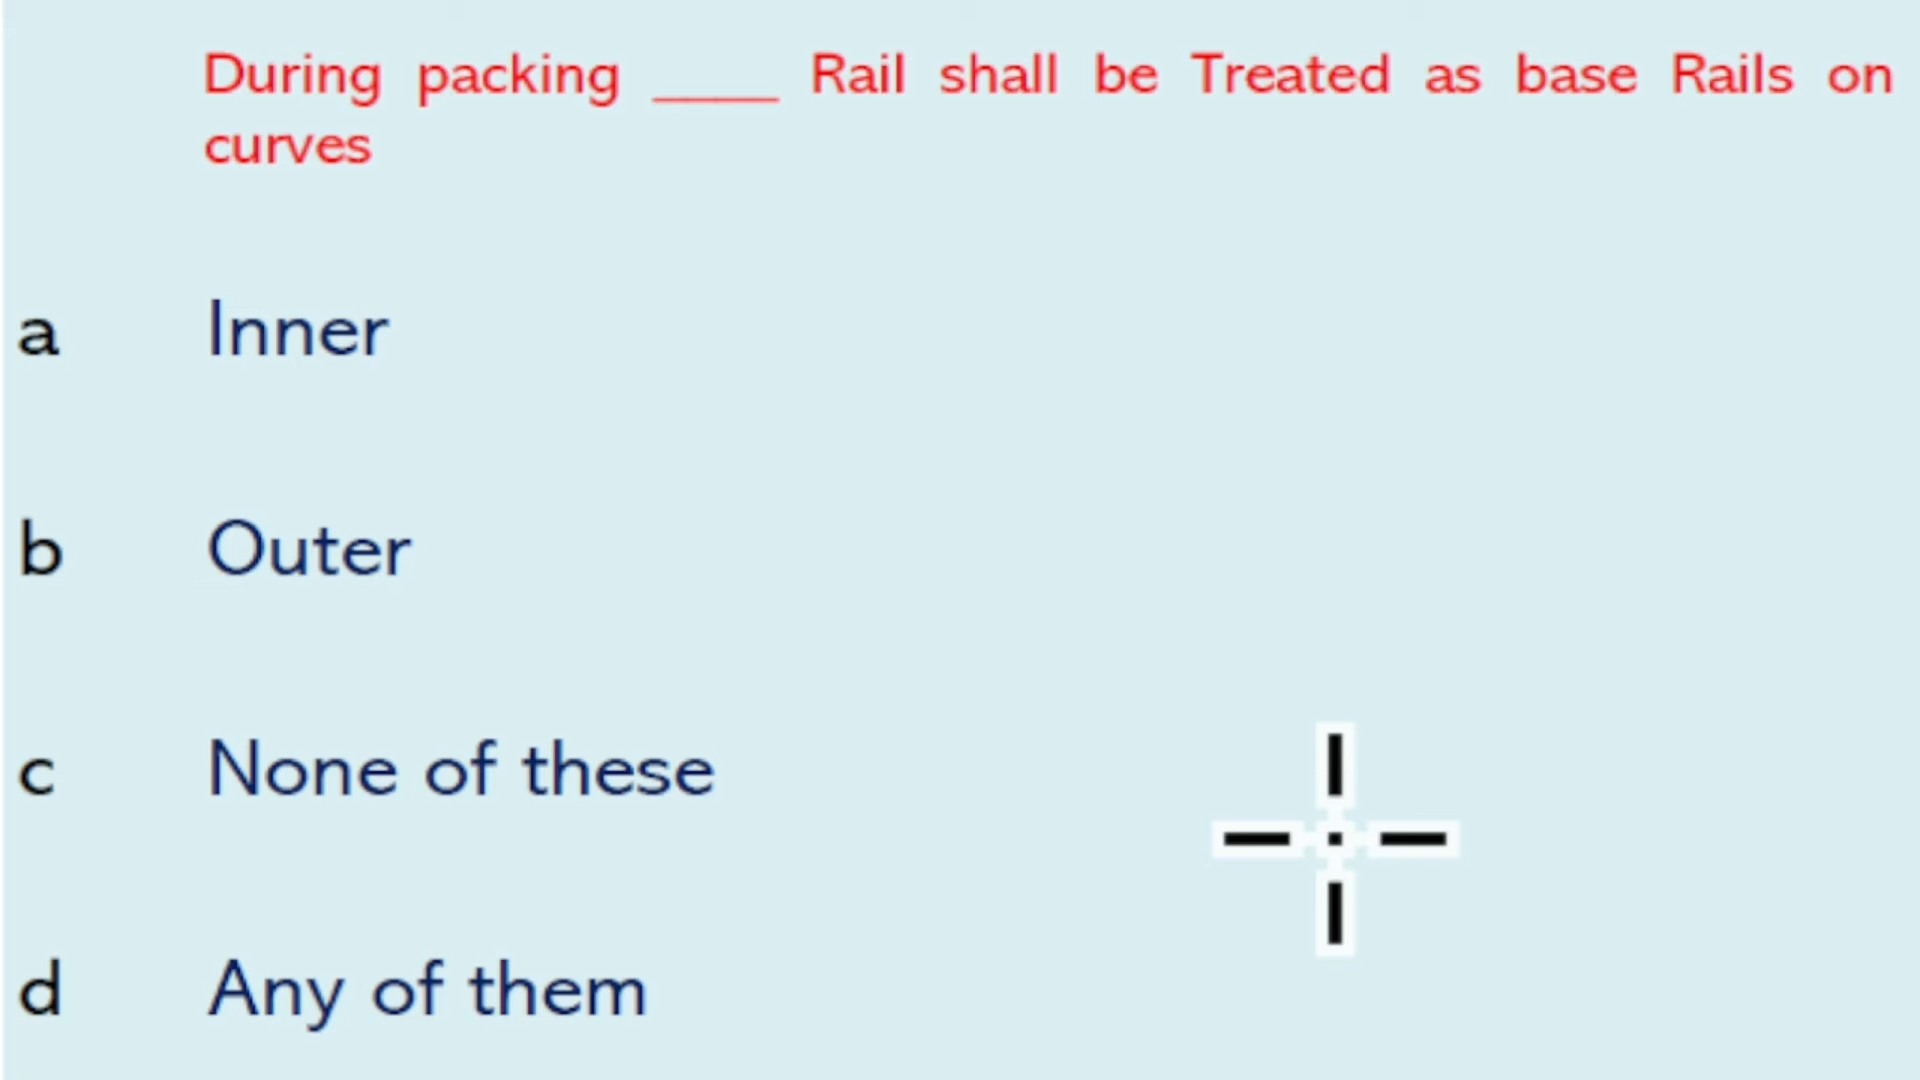 During packing ____ Rail shall be Treated as base Rails on
curves
a Inner
b Outer
c None of these
d Any of them